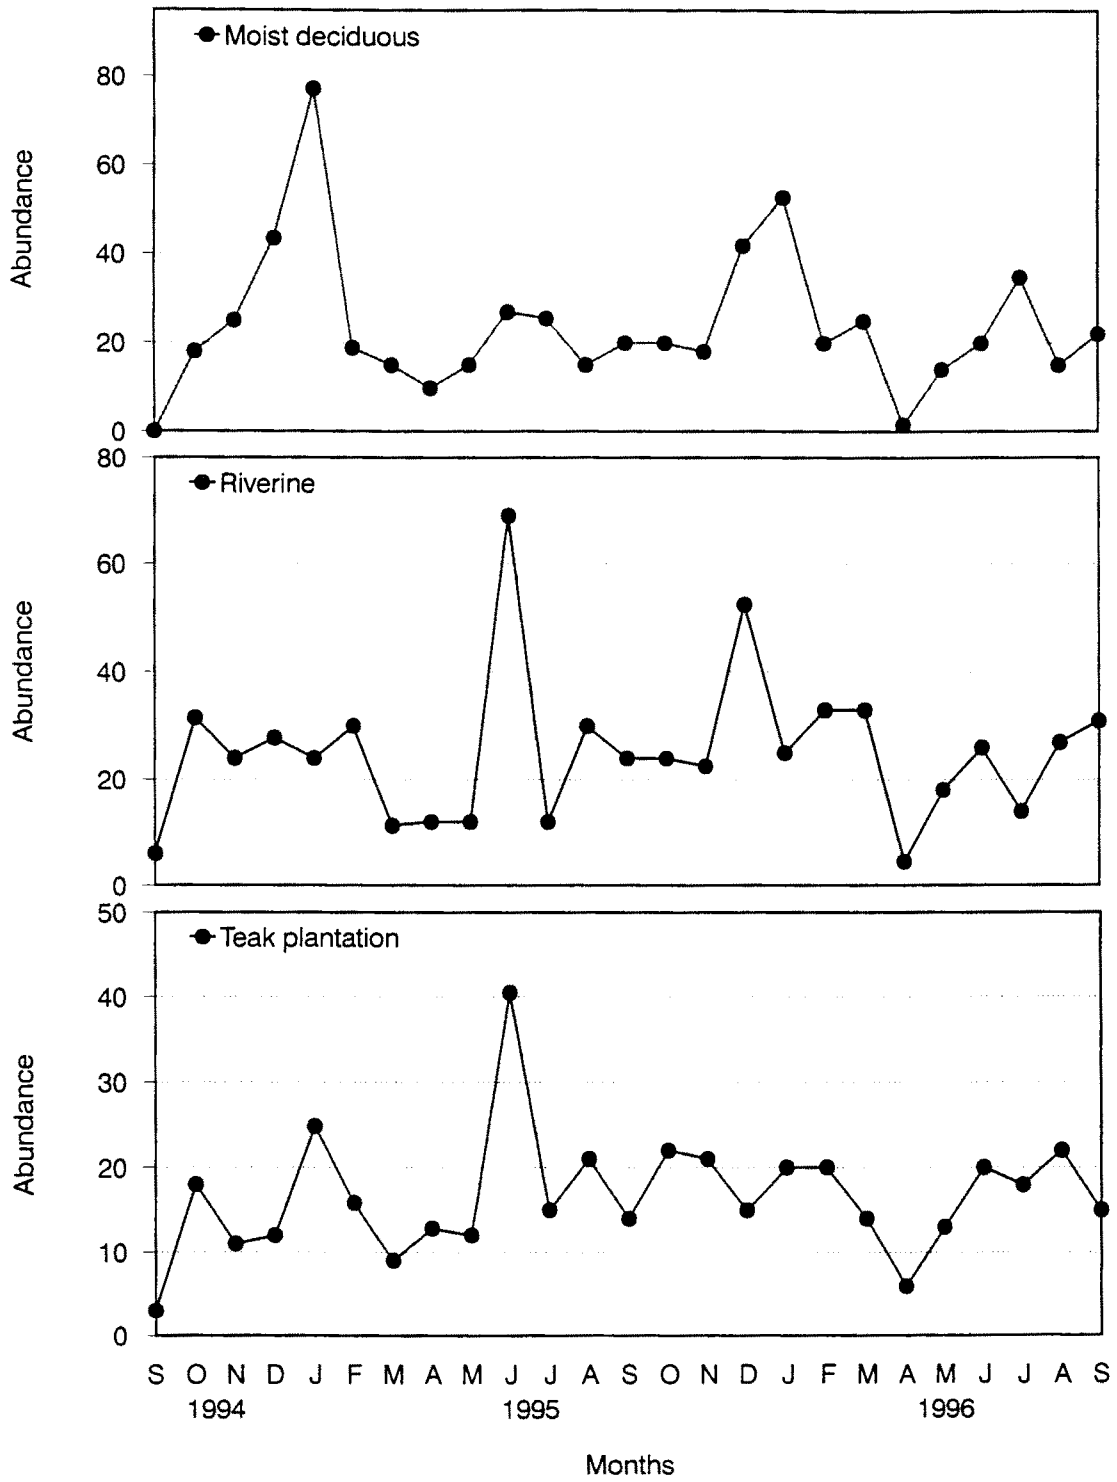 Moist deciduous
80
60
40
20
0
Abundance
Riverine
80
60
40
20
0
Abundance
Teak plantation
50
40
30
20
10
0
Abundance
S O N D J F M A M J J A S O N D J F M A M J J A S
1994 1995 1996
Months